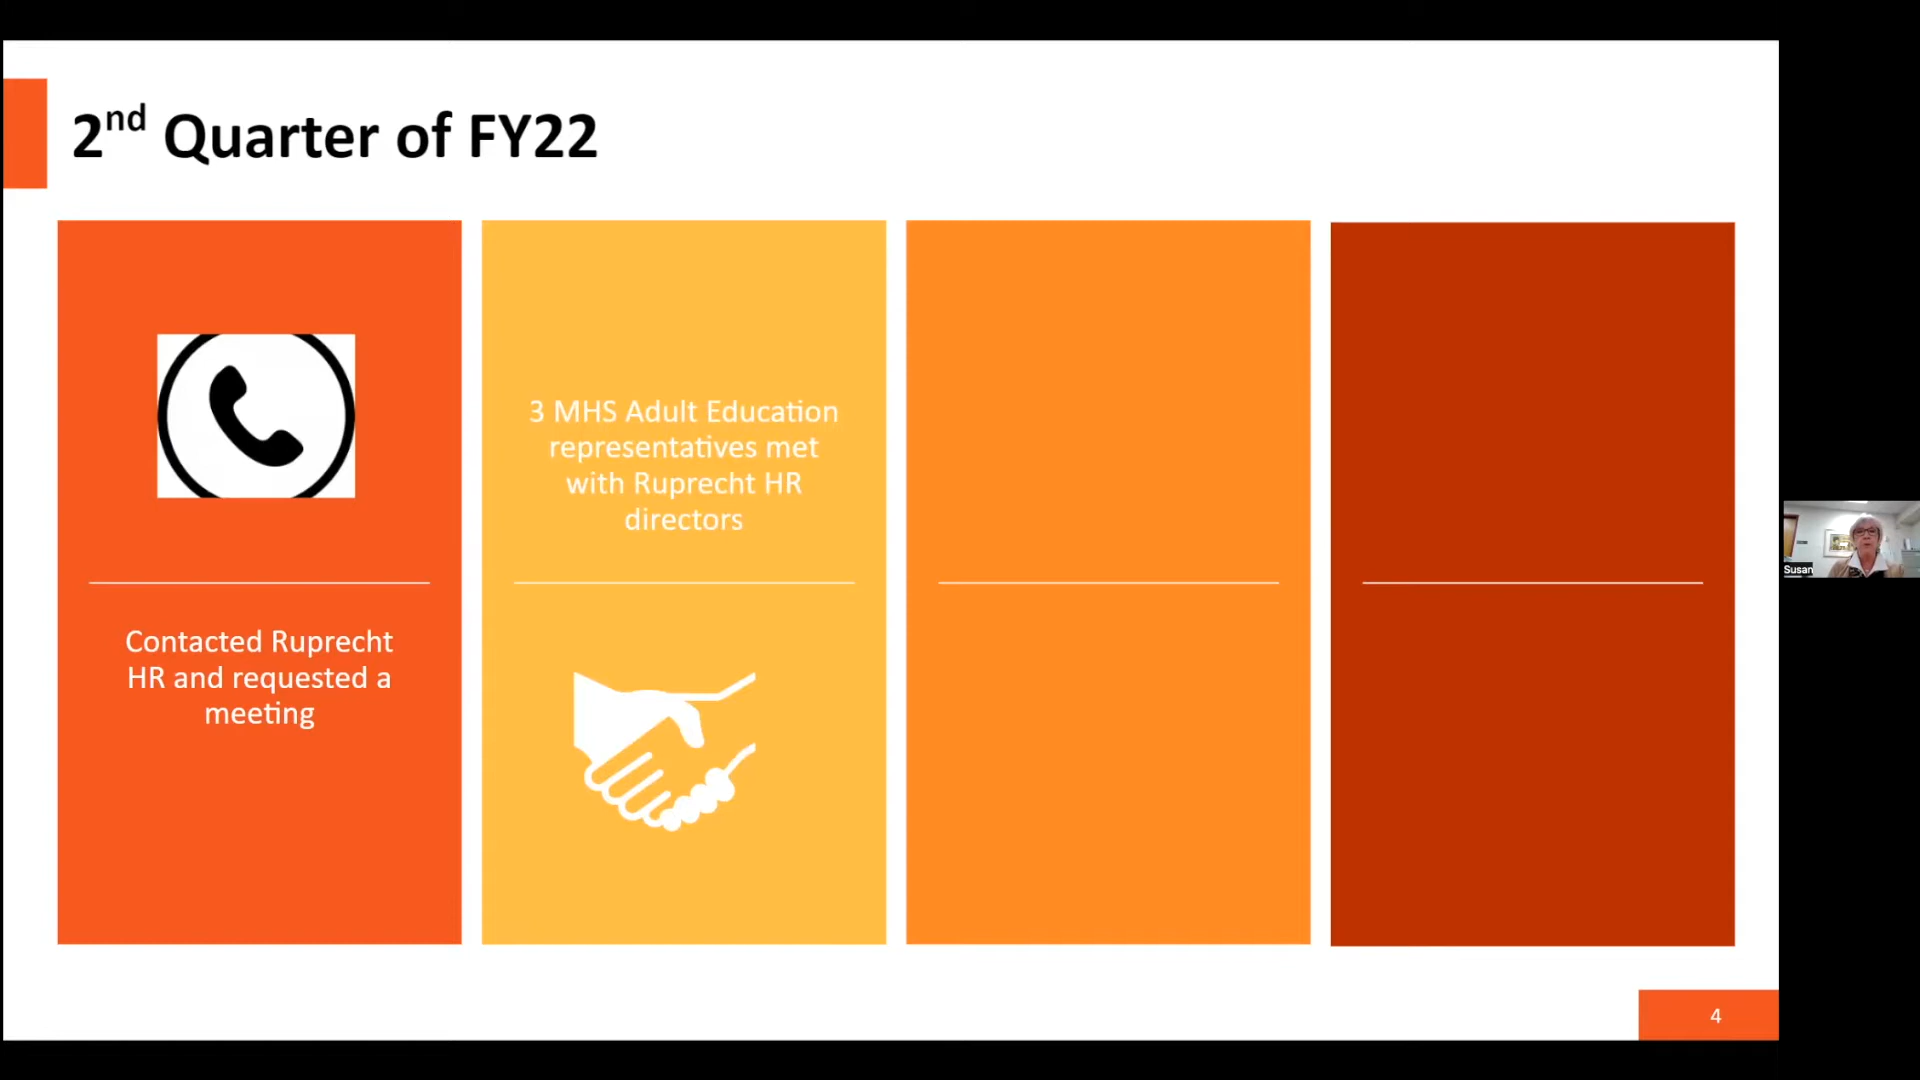 2nd Quarter of FY22
Contacted Ruprecht
HR and requested a
meeting
3 MHS Adult Education
representatives met
with Ruprecht HR
directors
Susan
4